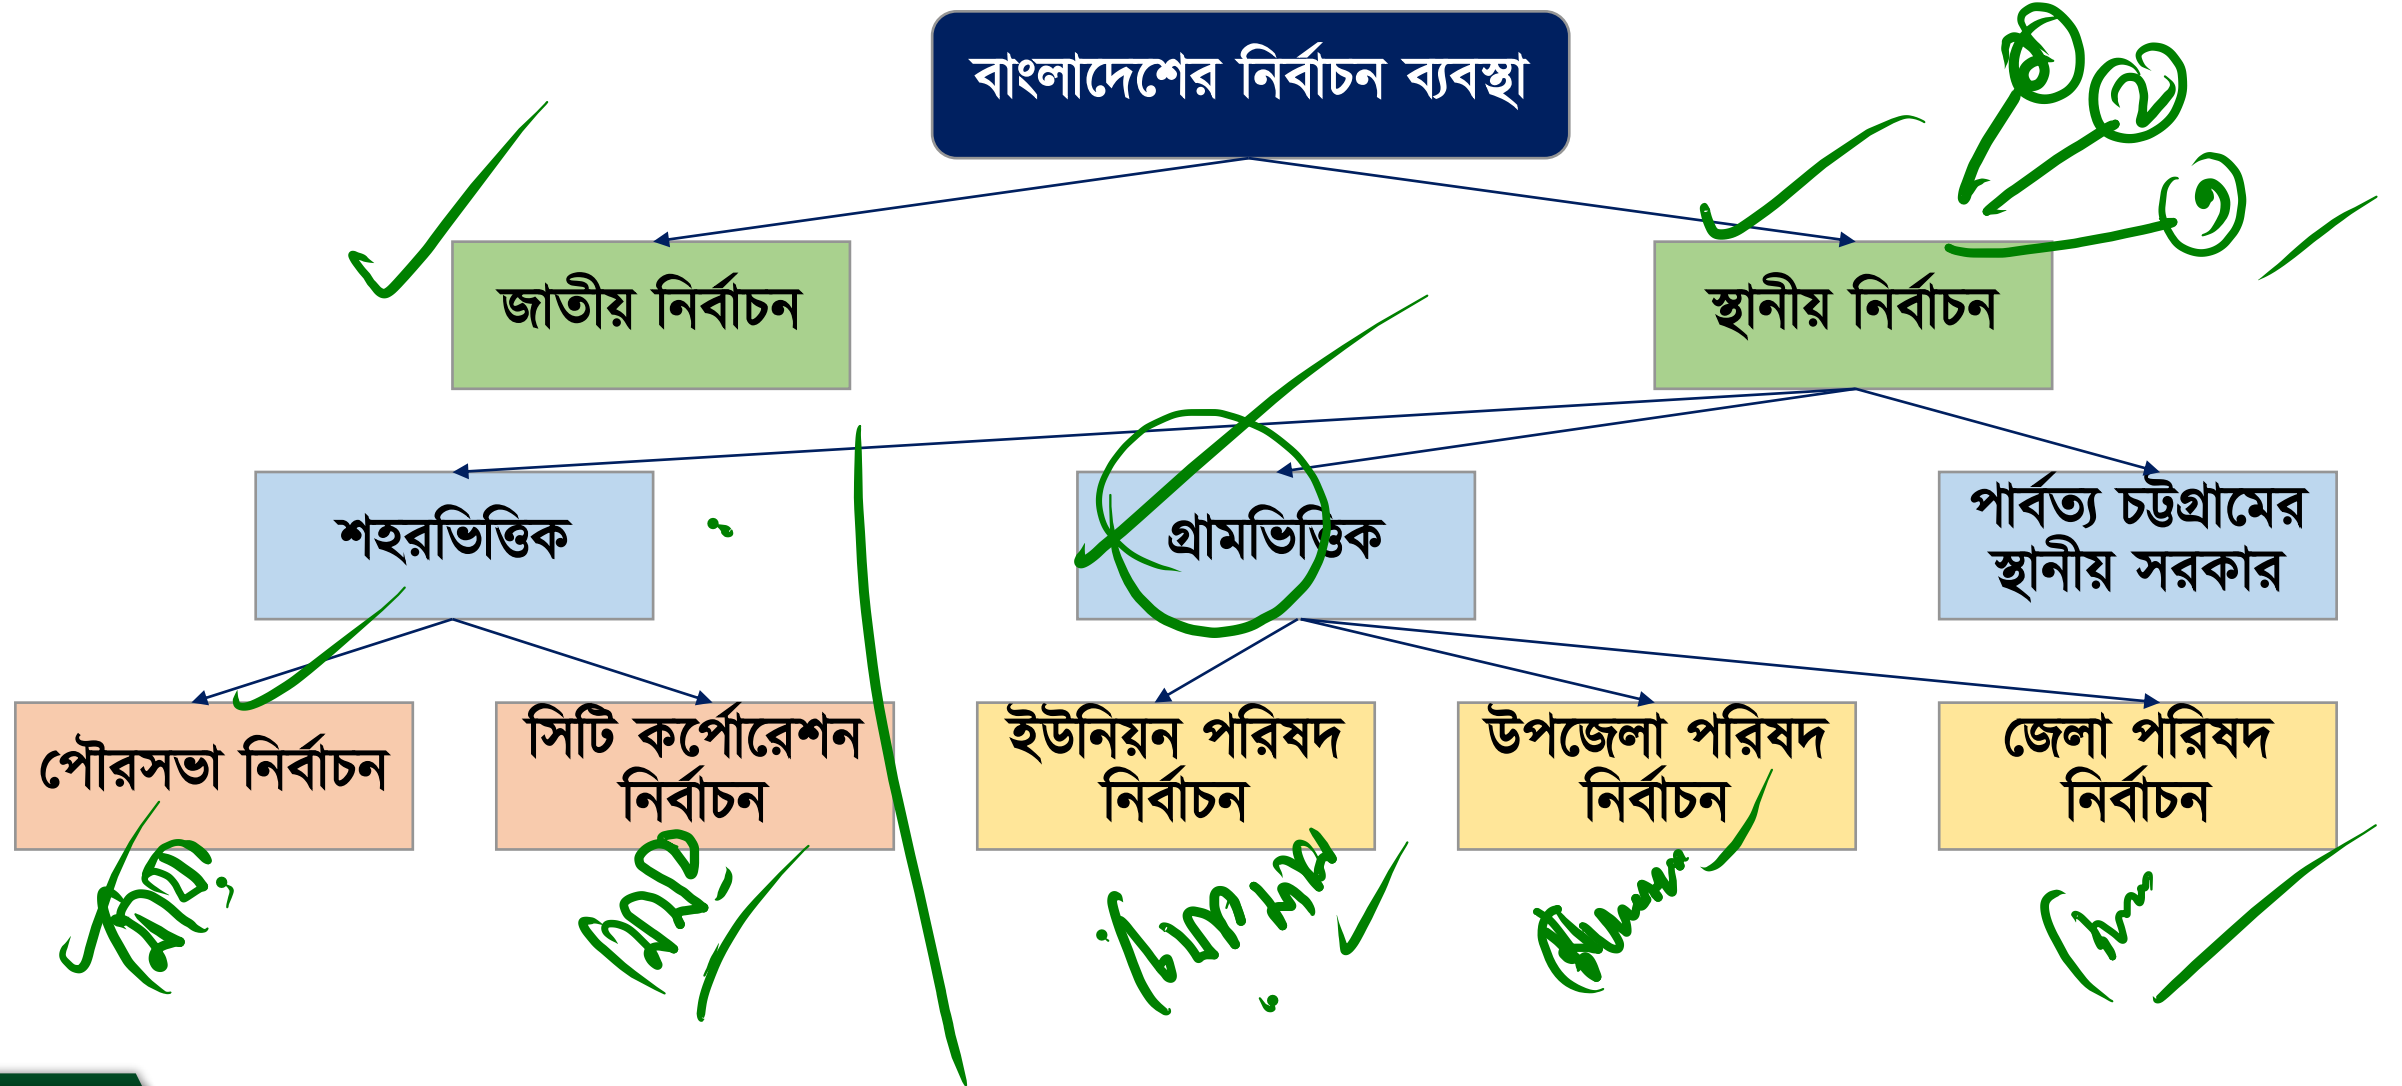 বাংলাদেশের নির্বাচন ব্যবস্থা
জাতীয় নির্বাচন
স্থানীয় নির্বাচন
শহরভিত্তিক
গ্রামভিত্তিক
পার্বত্য চট্টগ্রামের
স্থানীয় সরকার
পৌরসভা নির্বাচন
সিটি কর্পোরেশন
নির্বাচন
ইউনিয়ন পরিষদ
নির্বাচন
উপজেলা পরিষদ
নির্বাচন
জেলা পরিষদ
নির্বাচন